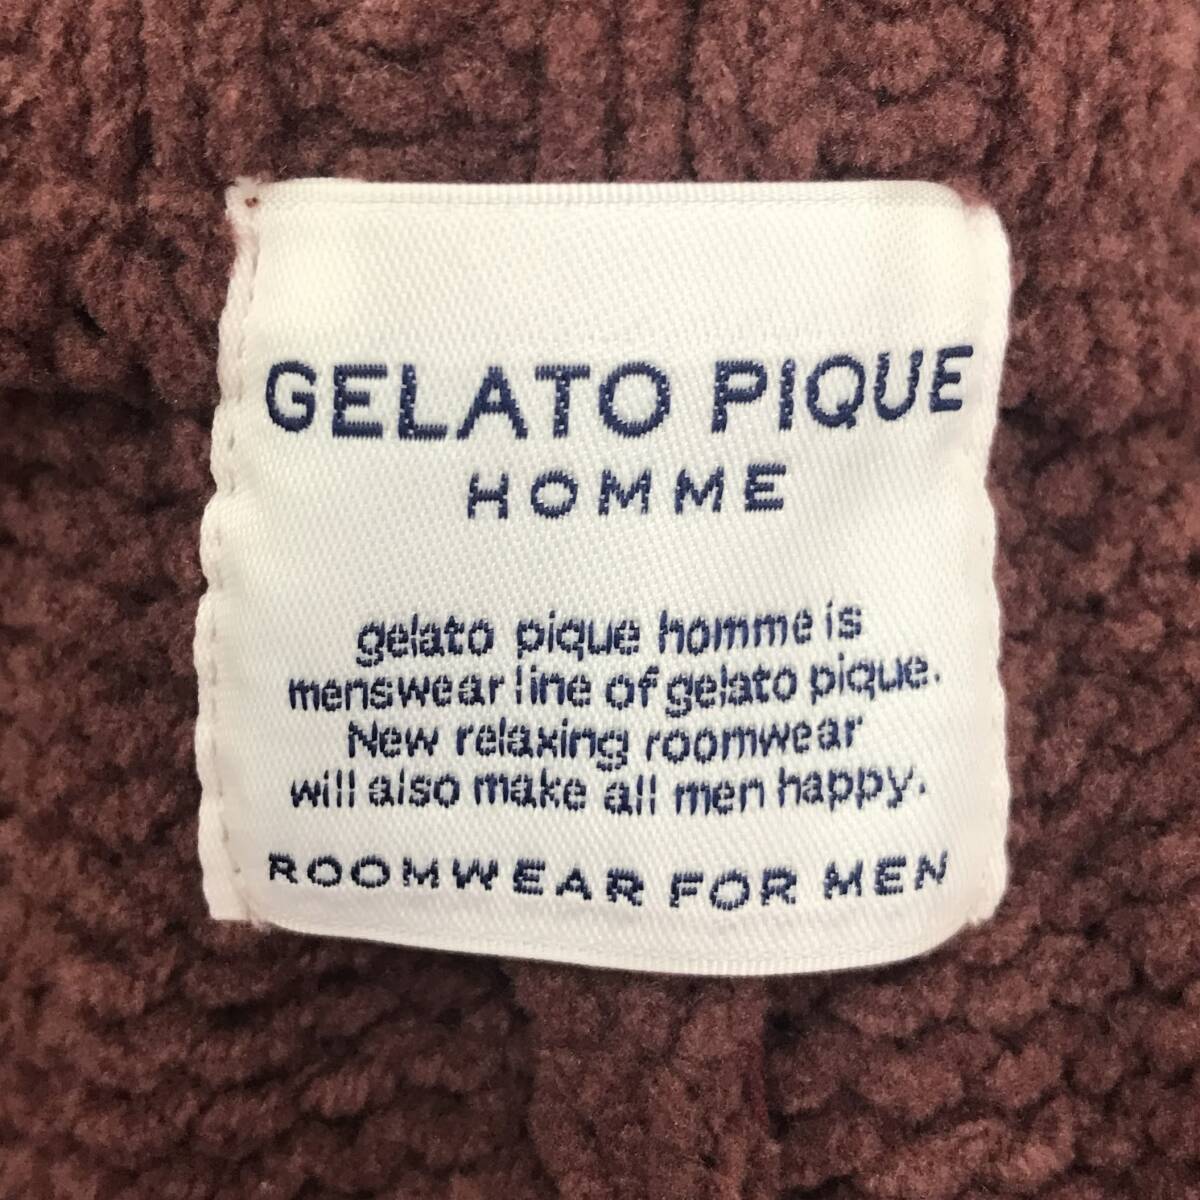 GELATO PIQUE
HOMME
gelato pique homme is
menswear line of gelato pique.
New relaxing roomwear
will also make all men happy.
ROOMWEAR FOR MEN